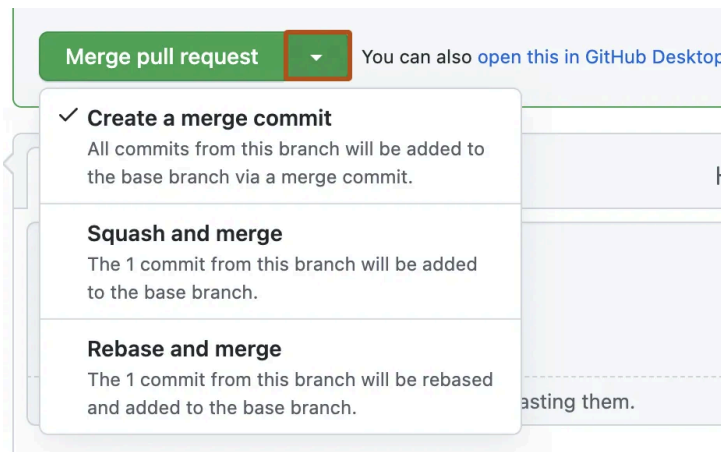 Merge pull request You can also open this in GitHub Desktop
Create a merge commit
All commits from this branch will be added to
the base branch via a merge commit.
Squash and merge
The 1 commit from this branch will be added
to the base branch.
Rebase and merge
The 1 commit from this branch will be rebased
and added to the base branch.
asting them.